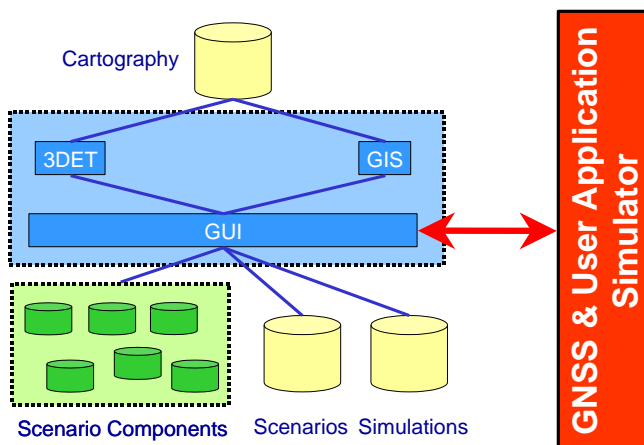 Cartography
3DET
GIS
GUI
Scenario Components
Scenarios
Simulations
GNSS & User Application
Simulator